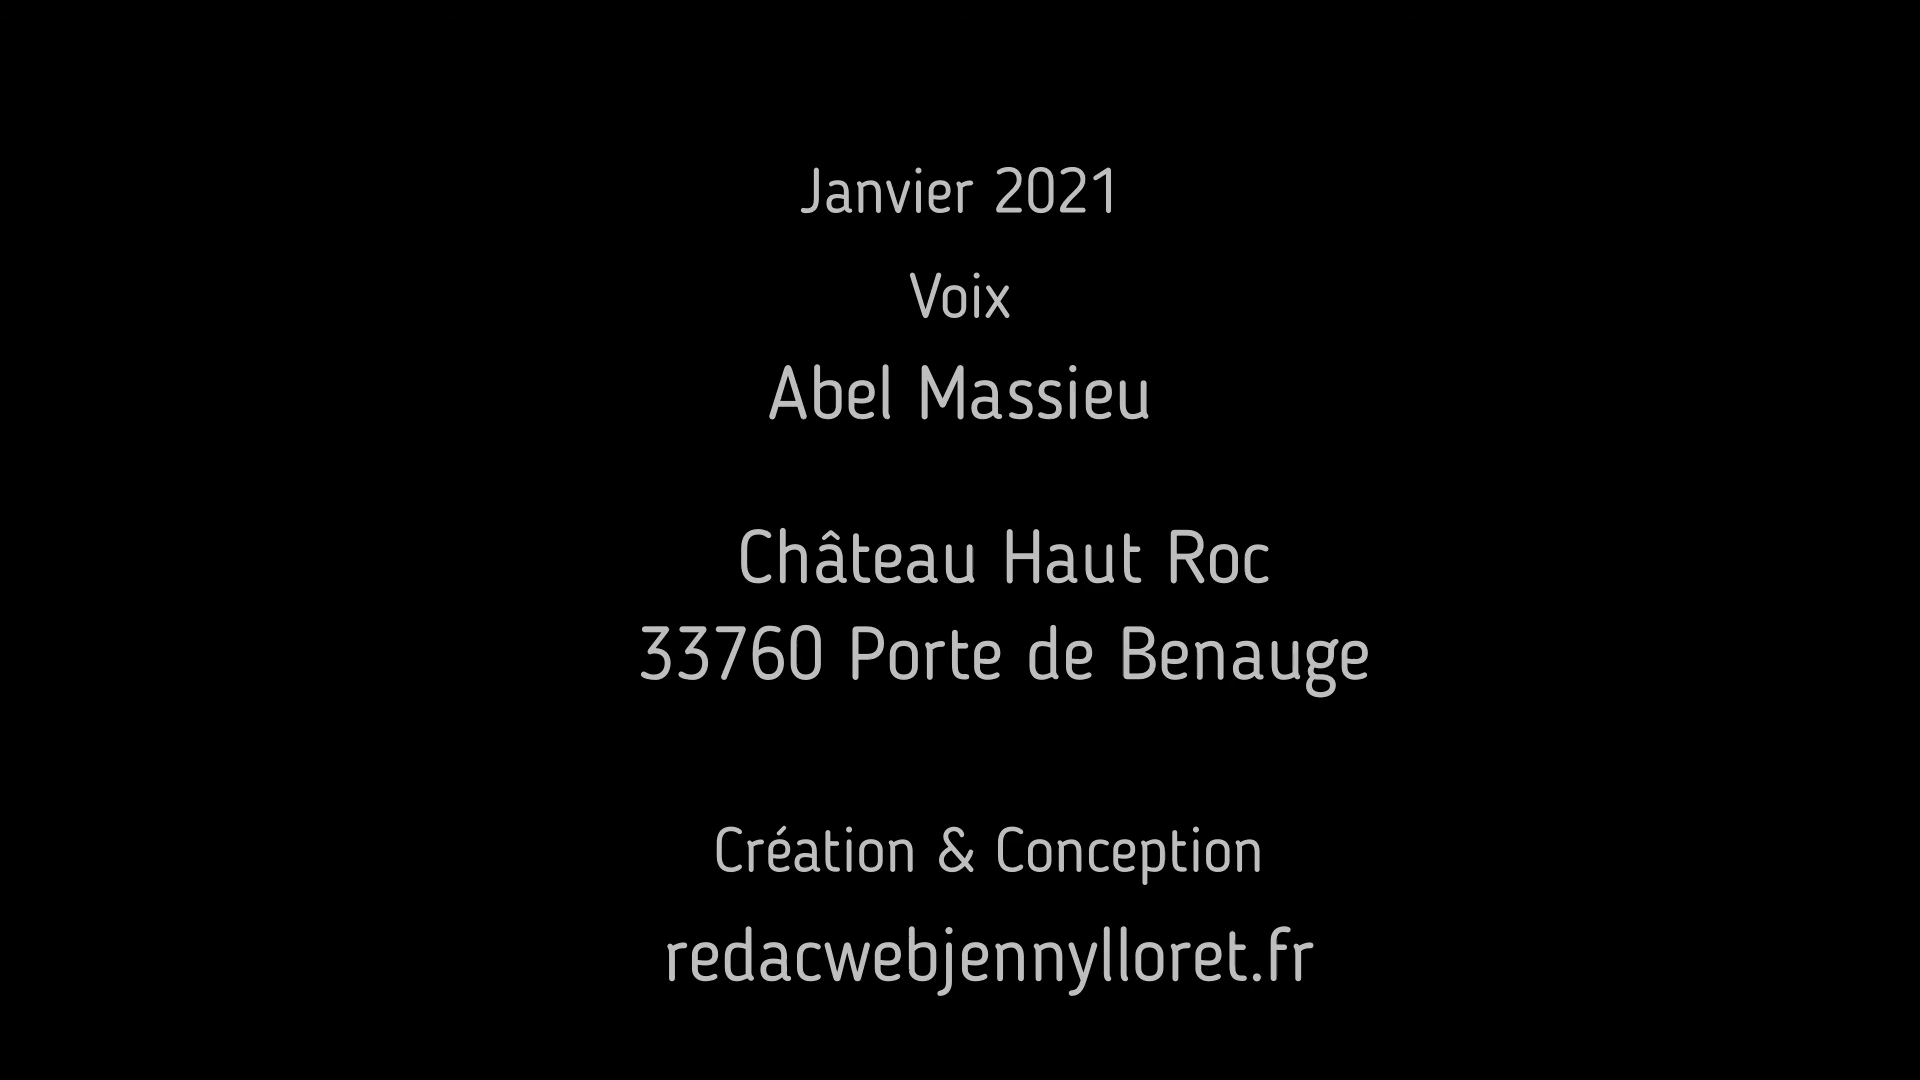 Janvier 2021
Voix
Abel Massieu
Château Haut Roc
33760 Porte de Benauge
Création & Conception
redacwebjennylloret.fr